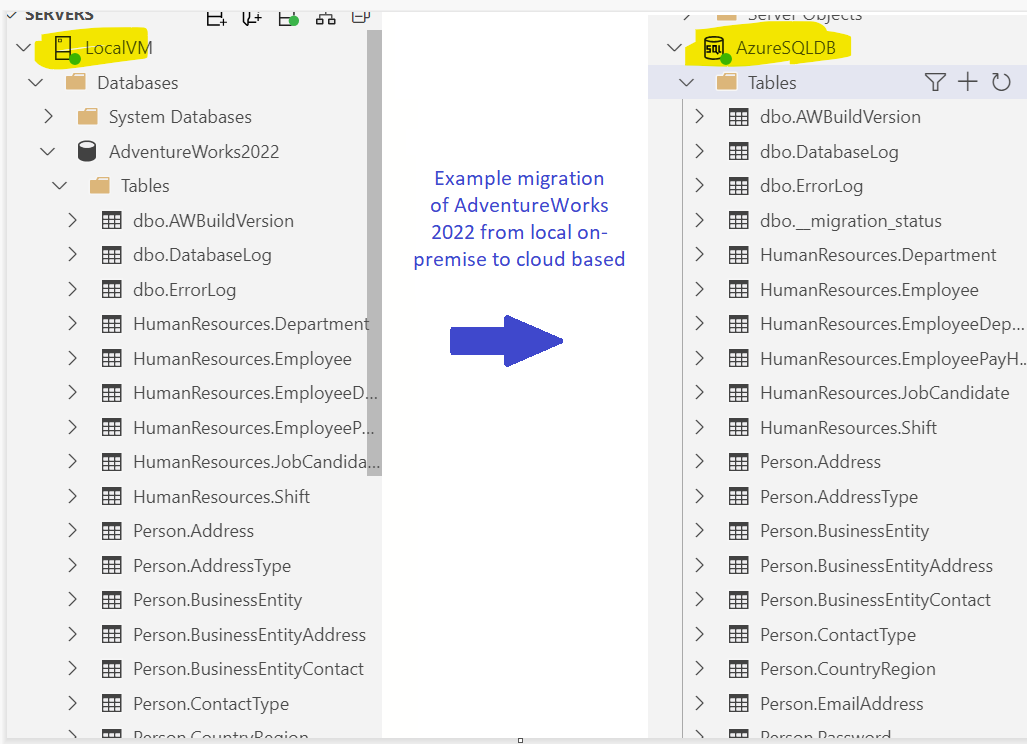 SERVERS
LocalVM
Databases
System Databases
AdventureWorks2022
Tables
dbo.AWBuildVersion
dbo.DatabaseLog
dbo.ErrorLog
HumanResources.Department
HumanResources.Employee
HumanResources.EmployeeD...
HumanResources.EmployeeP...
HumanResources.JobCandida...
HumanResources.Shift
Person.Address
Person.AddressType
Person.BusinessEntity
Person.BusinessEntityAddress
Person.BusinessEntityContact
Person.ContactType
Person.CountryRegion
Example migration
of AdventureWorks
2022 from local on-
premise to cloud based
Server Objects
SQL AzureSQLDB
Tables
dbo.AWBuildVersion
dbo.DatabaseLog
dbo.ErrorLog
dbo.__migration_status
HumanResources.Department
HumanResources.Employee
HumanResources.EmployeeDep...
HumanResources.EmployeePayH...
HumanResources.JobCandidate
HumanResources.Shift
Person.Address
Person.AddressType
Person.BusinessEntity
Person.BusinessEntityAddress
Person.BusinessEntityContact
Person.ContactType
Person.CountryRegion
Person.EmailAddress
Person.Password